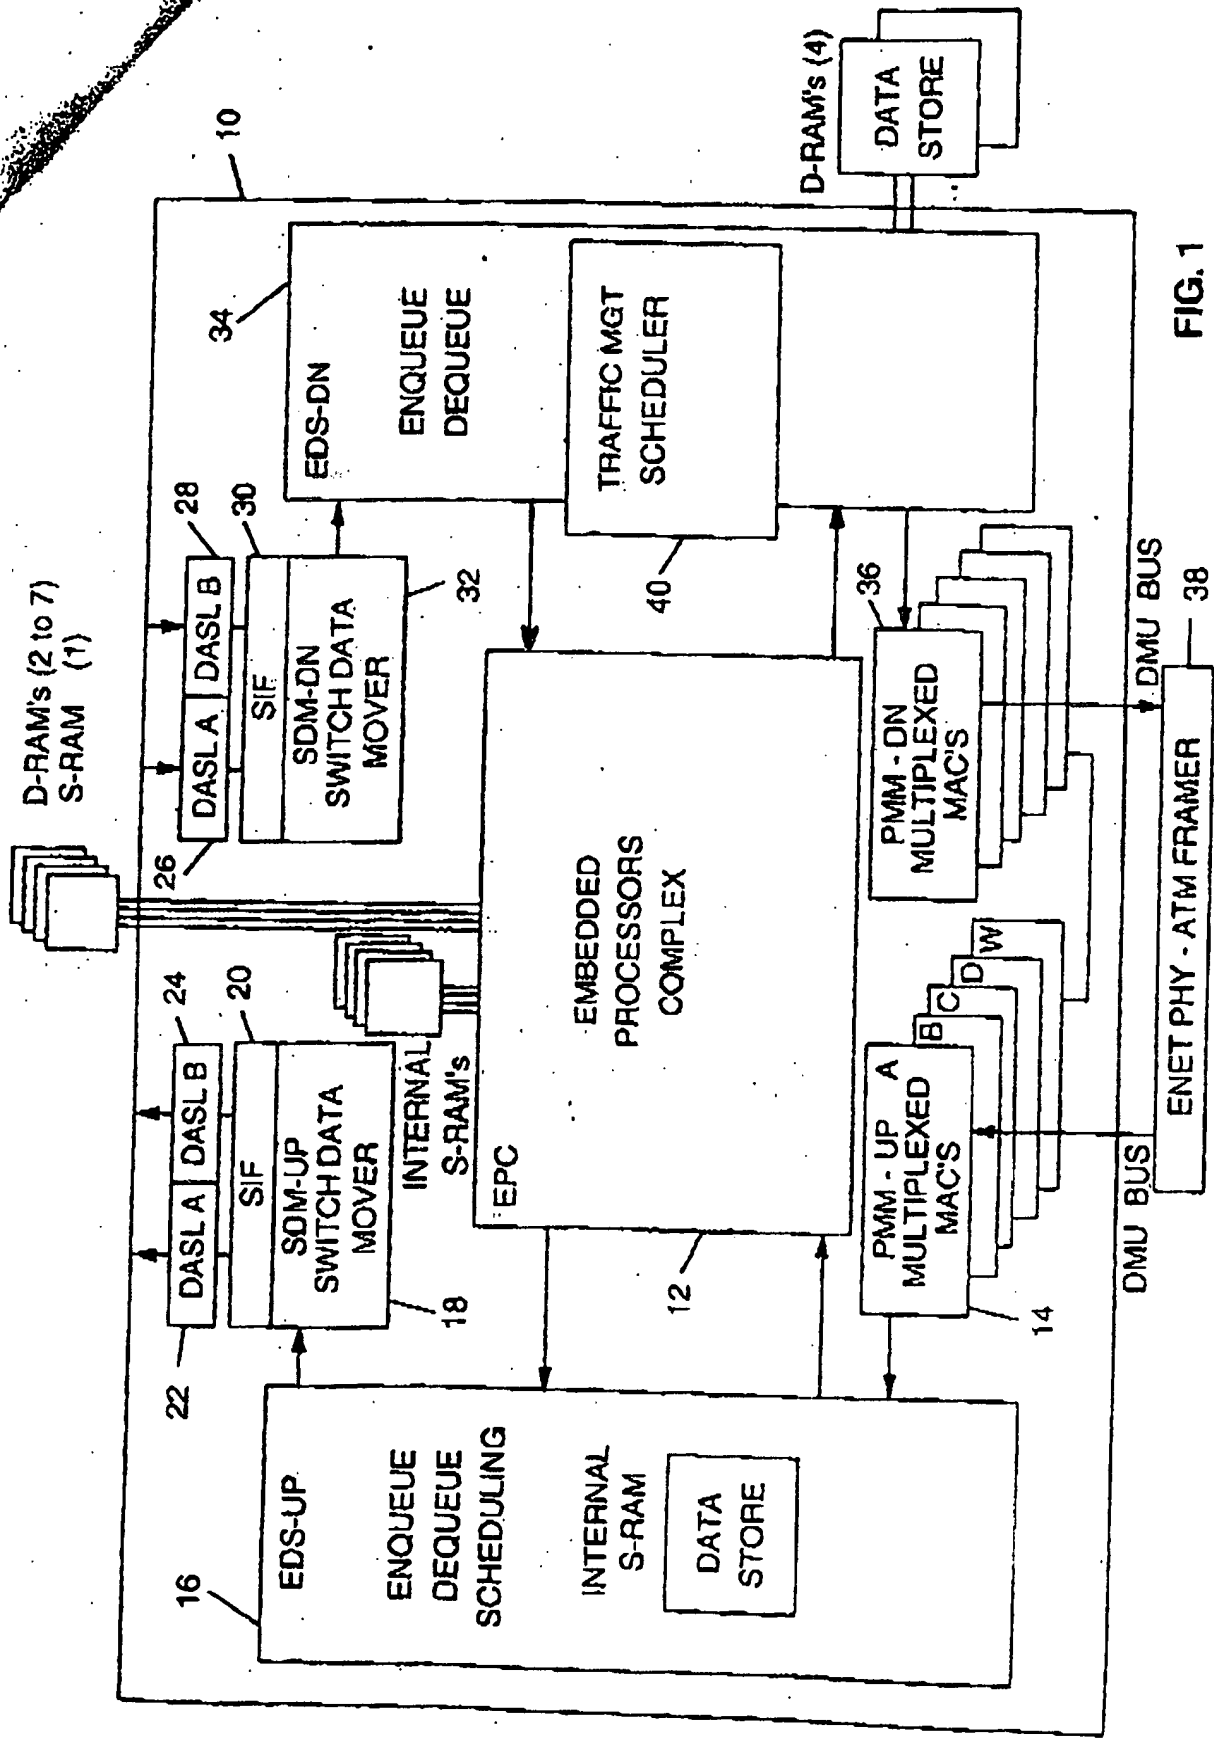 D-RAM's (2 to 7)
S-RAM (1)
10
22
DASL A
DASL B
24
SIF
20
SDM-UP
SWITCH DATA
MOVER
18
26
DASL A
DASL B
28
SIF
30
SDM-DN
SWITCH DATA
MOVER
32
INTERNAL
S-RAM's
16
EDS-UP
ENQUEUE
DEQUEUE
SCHEDULING
INTERNAL
S-RAM
DATA
STORE
EPC
EMBEDDED
PROCESSORS
COMPLEX
12
34
EDS-DN
ENQUEUE
DEQUEUE
TRAFFIC MGT
SCHEDULER
40
D-RAM's (4)
DATA
STORE
PMM - UP A
MULTIPLEXED
MAC'S
B
C
D
W
14
36
PMM - DN
MULTIPLEXED
MAC'S
DMU BUS
DMU BUS
ENET PHY - ATM FRAMER
38
FIG. 1